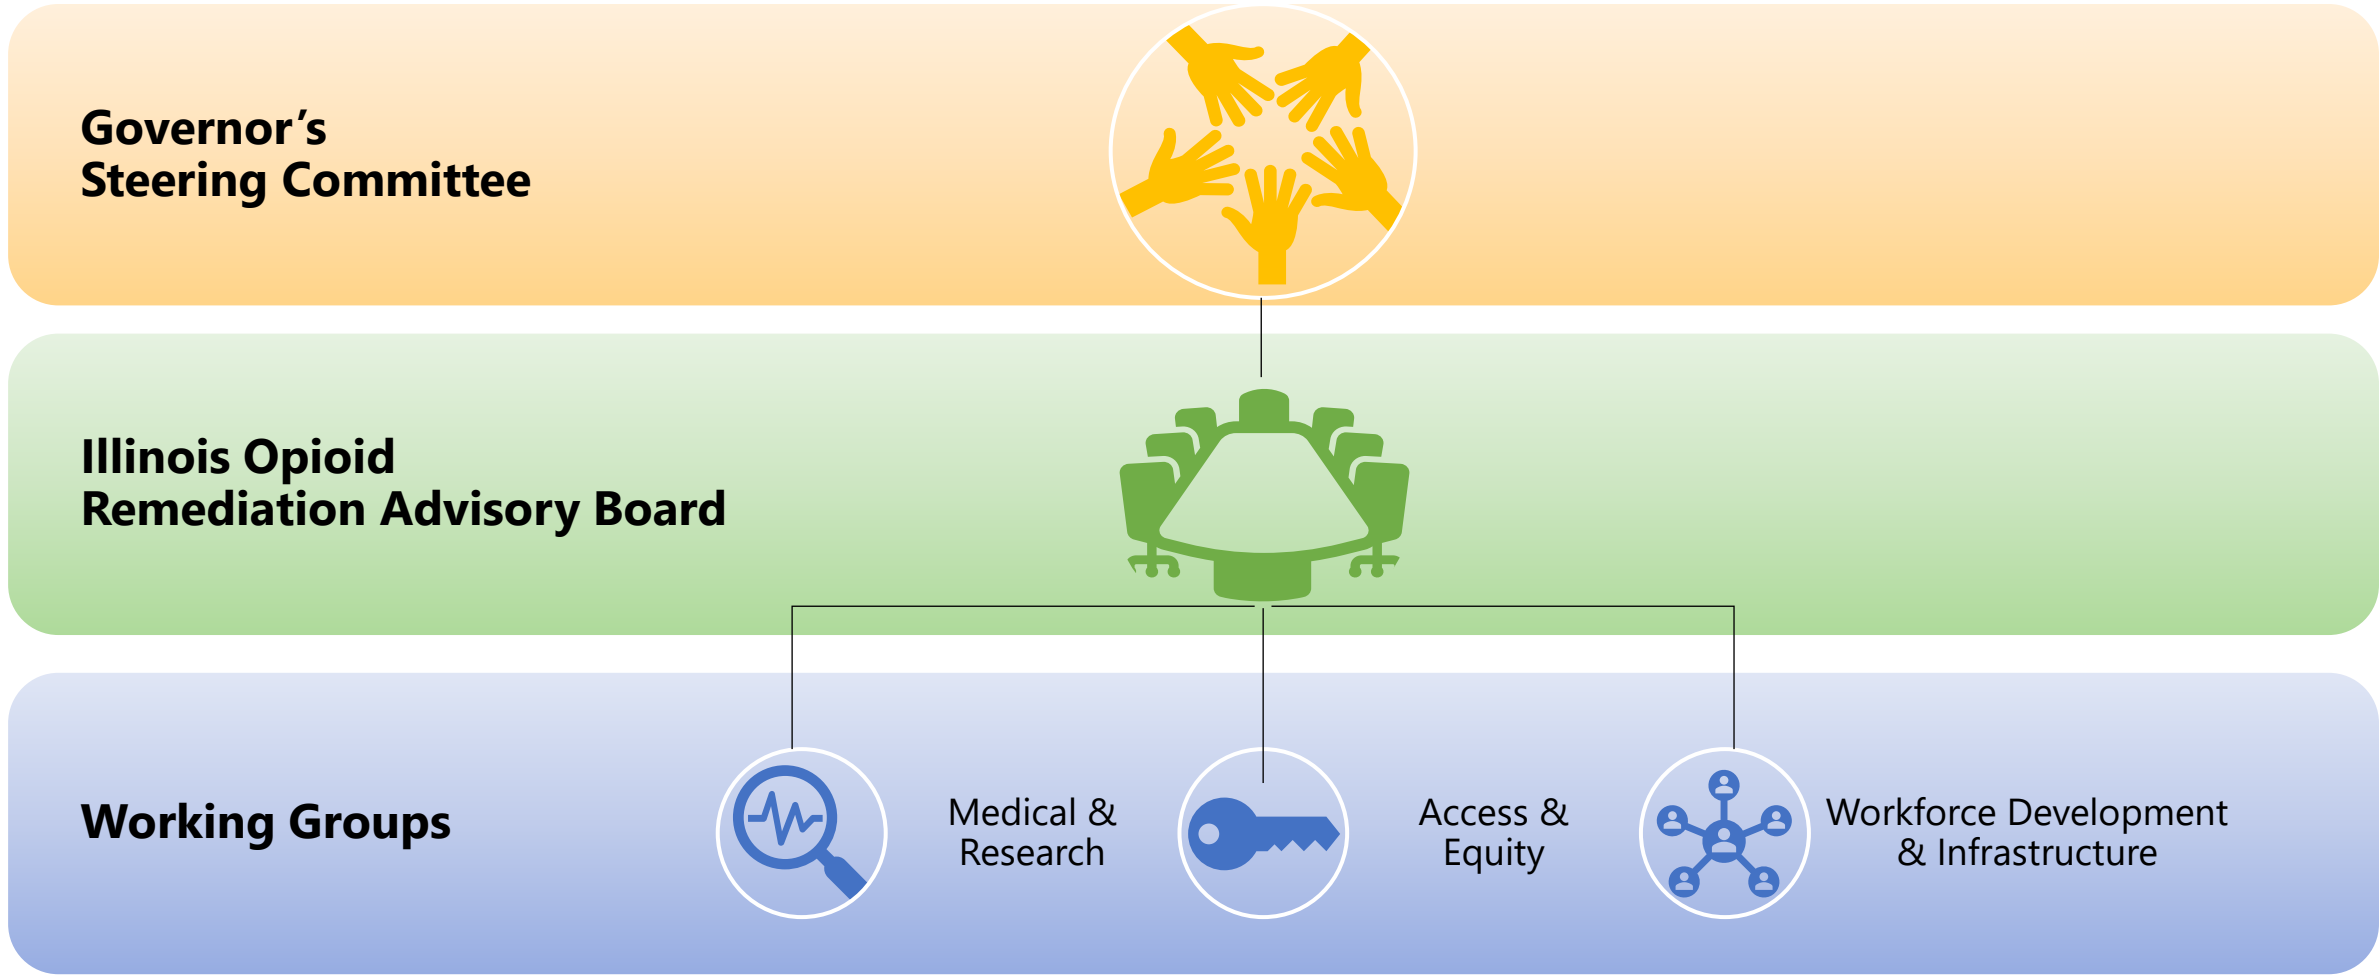 Governor’s
Steering Committee
Illinois Opioid
Remediation Advisory Board
Working Groups
Medical &
Research
Access &
Equity
Workforce Development
& Infrastructure